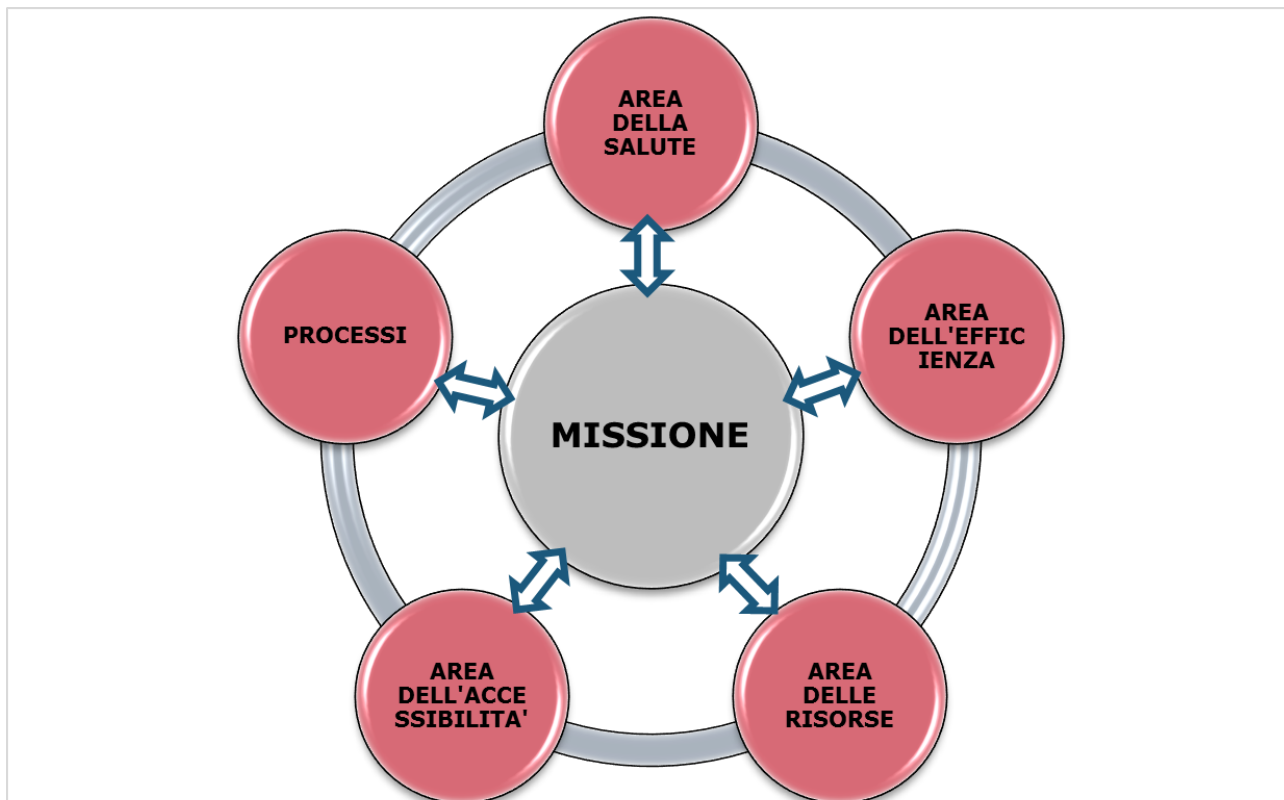 AREA
DELLA
SALUTE
AREA
DELL'EFFIC
IENZA
PROCESSI
MISSIONE
AREA
DELL'ACCE
SSIBILITA'
AREA
DELLE
RISORSE